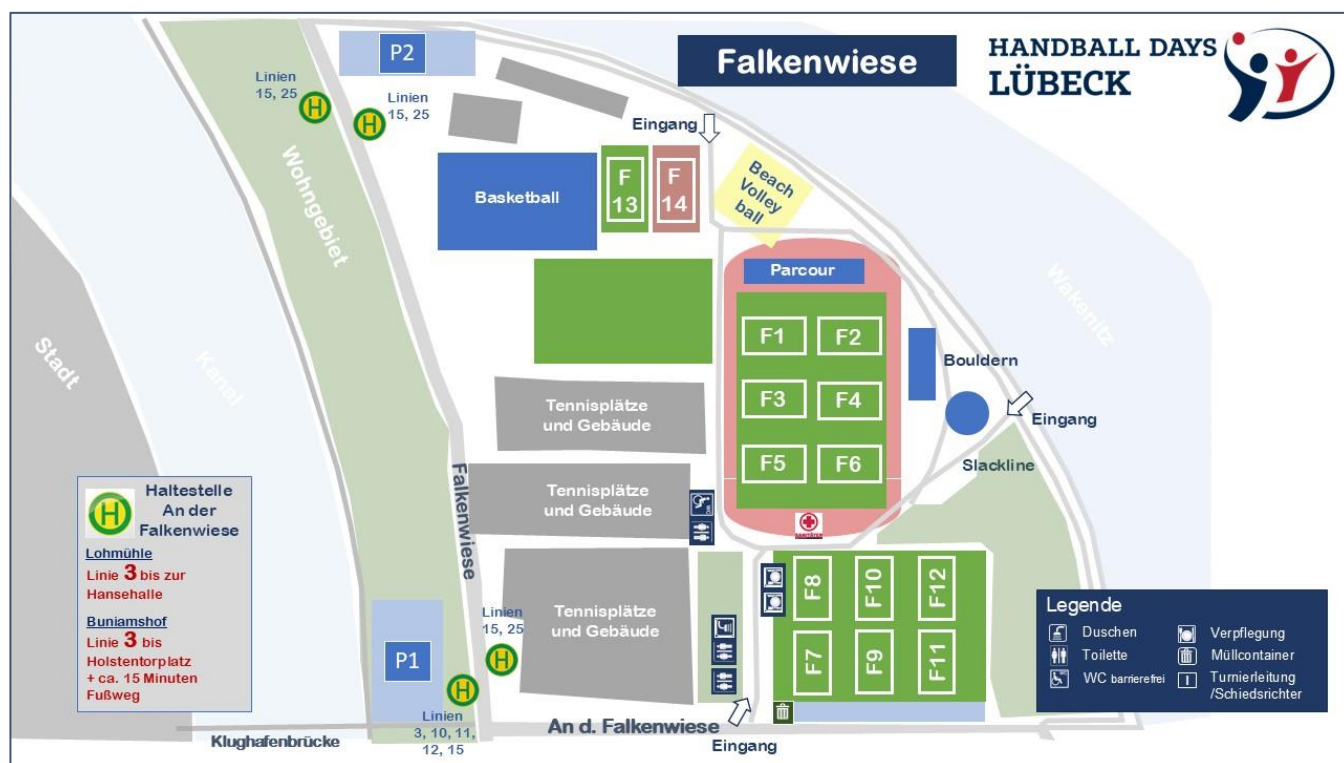 Falkenwiese
HANDBALL DAYS
LÜBECK
P2
Linien
15, 25
H
Linien
15, 25
H
Eingang
Wohngebiet
Basketball
F
13
F
14
Beach
Volley
ball
Parcour
Wakenitz
F1
F2
F3
F4
F5
F6
Bouldern
Eingang
Slackline
Stadt
Kanal
Tennisplätze
und Gebäude
Falkenwiese
Tennisplätze
und Gebäude
H
Haltestelle
An der
Falkenwiese
Lohmühle
Linie 3 bis zur
Hansehalle
Buniamshof
Linie 3 bis
Holstentorplatz
+ ca. 15 Minuten
Fußweg
SANITÄTER
Linien
15, 25
H
Tennisplätze
und Gebäude
P1
H
Linien
3, 10, 11,
12, 15
F8
F10
F12
F7
F9
F11
Legende
Duschen
Verpflegung
Toilette
Müllcontainer
WC barrierefrei
I
Turnierleitung
/Schiedsrichter
Klughafenbrücke
An d. Falkenwiese
Eingang